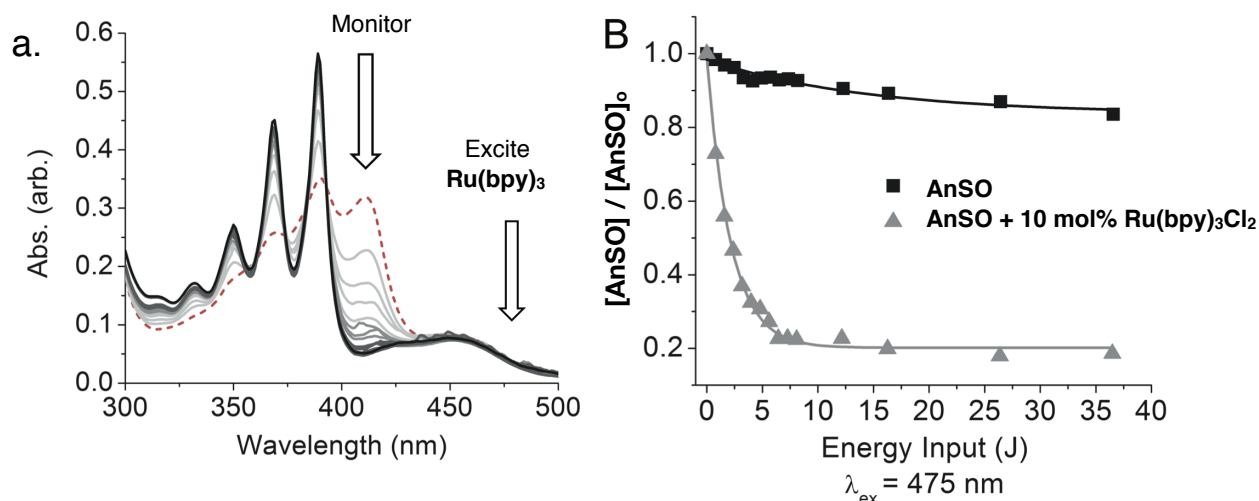 a.
Monitor
Excite
Ru(bpy)₃
0.6
0.5
0.4
0.3
0.2
0.1
0.0
Abs. (arb.)
300 350 400 450 500
Wavelength (nm)
B
1.0
0.8
0.6
0.4
0.2
[AnSO] / [AnSO]₀
AnSO
AnSO + 10 mol% Ru(bpy)₃Cl₂
0 5 10 15 20 25 30 35 40
Energy Input (J)
λex = 475 nm